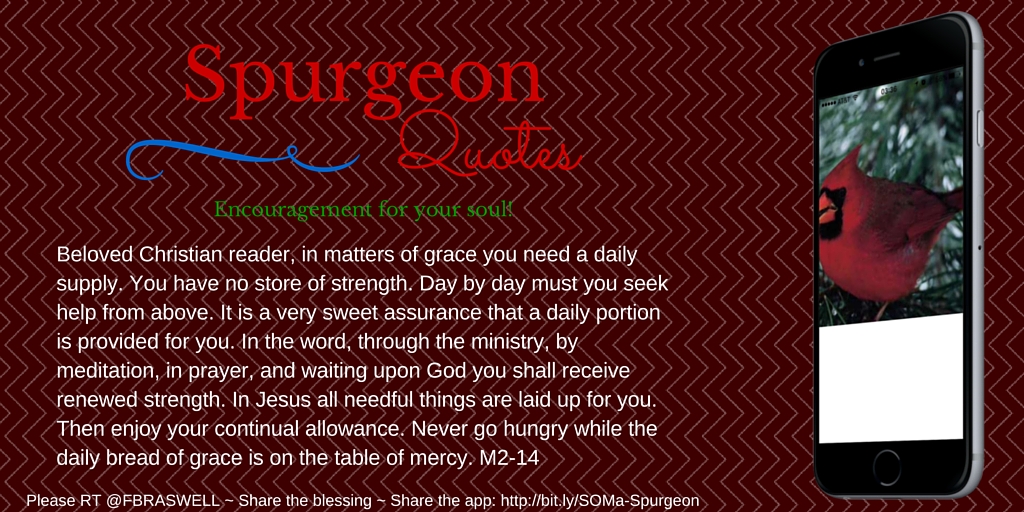 Spurgeon
Quotes
Encouragement for your soul!
Beloved Christian reader, in matters of grace you need a daily
supply. You have no store of strength. Day by day must you seek
help from above. It is a very sweet assurance that a daily portion
is provided for you. In the word, through the ministry, by
meditation, in prayer, and waiting upon God you shall receive
renewed strength. In Jesus all needful things are laid up for you.
Then enjoy your continual allowance. Never go hungry while the
daily bread of grace is on the table of mercy. M2-14
Please RT @FBRASWELL ~ Share the blessing ~ Share the app: http://bit.ly/SOMa-Spurgeon